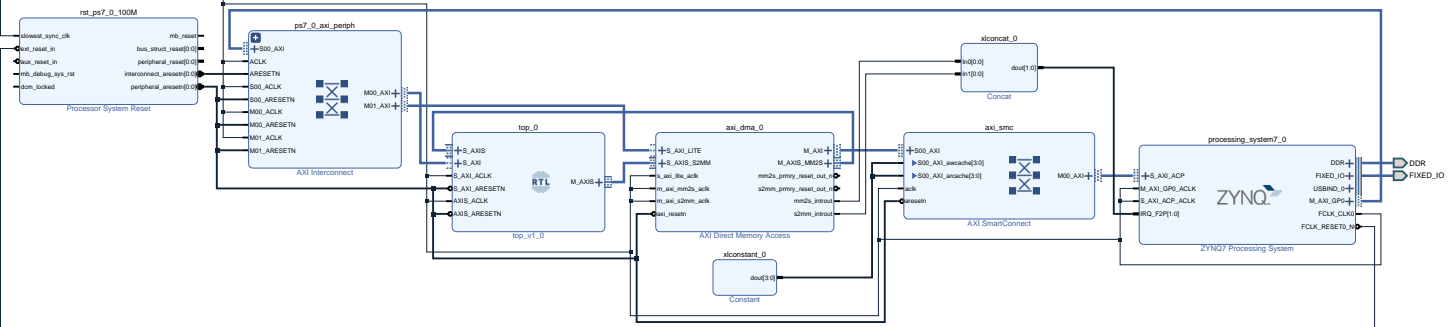 rst_ps7_0_100M
slowest_sync_clk
ext_reset_in
aux_reset_in
mb_debug_sys_rst
dcm_locked
mb_reset
bus_struct_reset[0:0]
peripheral_reset[0:0]
interconnect_aresetn[0:0]
peripheral_aresetn[0:0]
Processor System Reset
ps7_0_axi_periph
S00_AXI
ACLK
ARESETN
S00_ACLK
S00_ARESETN
M00_ACLK
M00_ARESETN
M01_ACLK
M01_ARESETN
M00_AXI
M01_AXI
AXI Interconnect
top_0
S_AXIS
S_AXI
S_AXI_ACLK
S_AXI_ARESETN
AXIS_ACLK
AXIS_ARESETN
RTL
M_AXIS
top_v1_0
axi_dma_0
S_AXI_LITE
S_AXIS_S2MM
s_axi_lite_aclk
m_axi_mm2s_aclk
m_axi_s2mm_aclk
axi_resetn
M_AXI
M_AXIS_MM2S
mm2s_prmry_reset_out_n
s2mm_prmry_reset_out_n
mm2s_introut
s2mm_introut
AXI Direct Memory Access
xlconstant_0
dout[3:0]
Constant
xlconcat_0
In0[0:0]
In1[0:0]
dout[1:0]
Concat
axi_smc
S00_AXI
S00_AXI_awcache[3:0]
S00_AXI_arcache[3:0]
aclk
aresetn
M00_AXI
AXI SmartConnect
processing_system7_0
S_AXI_ACP
M_AXI_GP0_ACLK
S_AXI_ACP_ACLK
IRQ_F2P[1:0]
ZYNQ
DDR
FIXED_IO
USBIND_0
M_AXI_GP0
FCLK_CLK0
FCLK_RESET0_N
ZYNQ7 Processing System
DDR
FIXED_IO